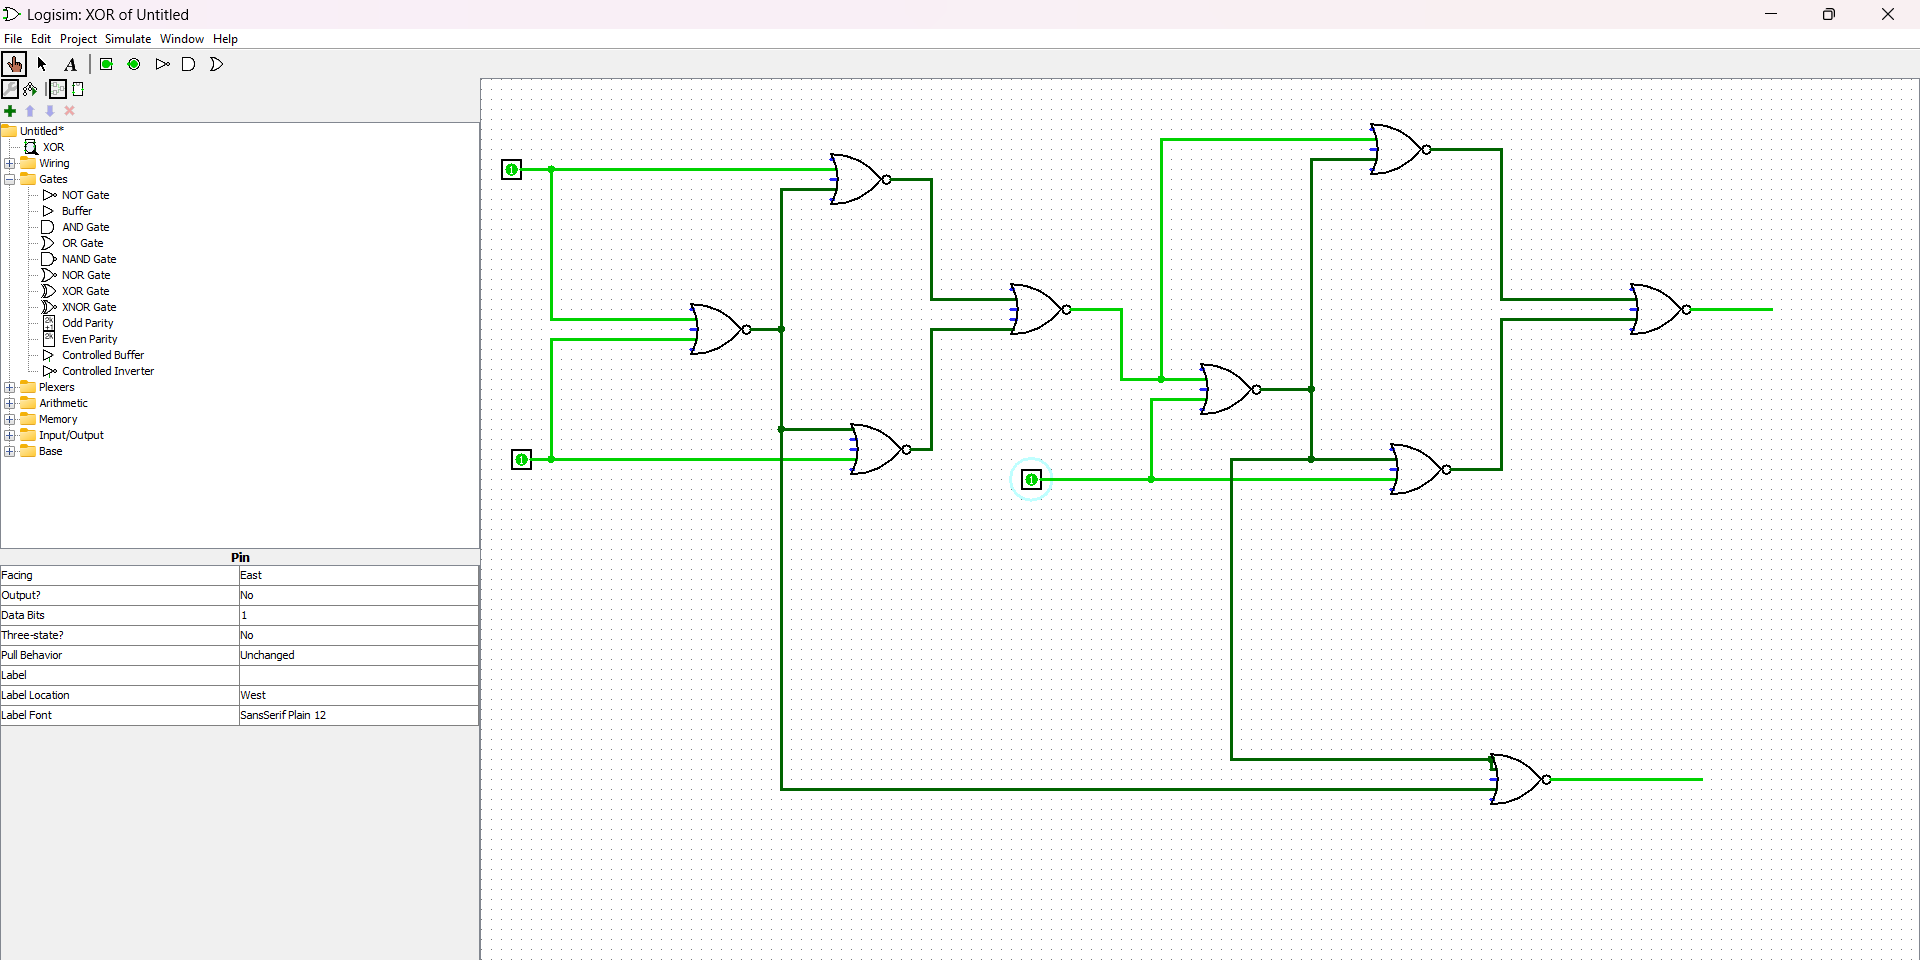 Logisim: XOR of Untitled
File Edit Project Simulate Window Help
A
Untitled*
XOR
Wiring
Gates
NOT Gate
Buffer
AND Gate
OR Gate
NAND Gate
NOR Gate
XOR Gate
XNOR Gate
Odd Parity
Even Parity
Controlled Buffer
Controlled Inverter
Plexers
Arithmetic
Memory
Input/Output
Base
Pin
Facing East
Output? No
Data Bits 1
Three-state? No
Pull Behavior Unchanged
Label
Label Location West
Label Font SansSerif Plain 12
1
1
1